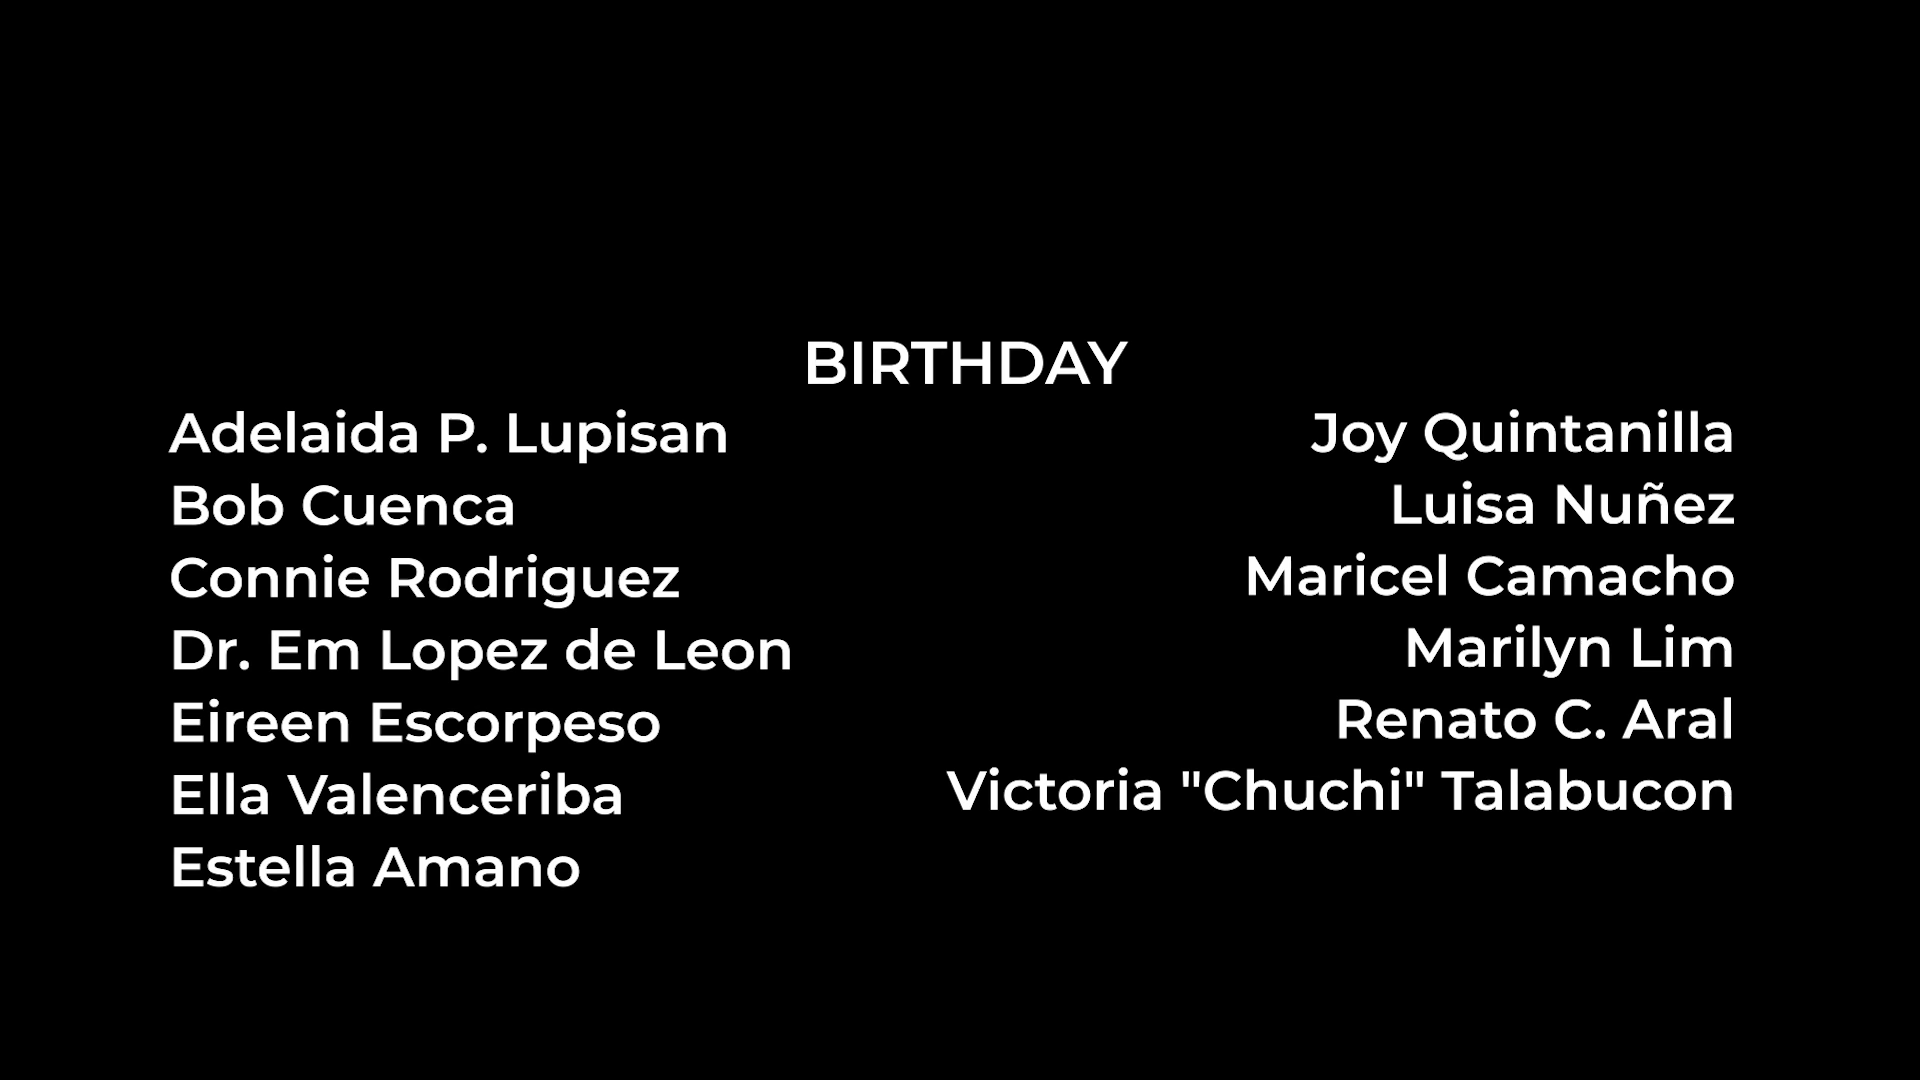 BIRTHDAY
Adelaida P. Lupisan
Bob Cuenca
Connie Rodriguez
Dr. Em Lopez de Leon
Eireen Escorpeso
Ella Valenceriba
Estella Amano
Joy Quintanilla
Luisa Nuñez
Maricel Camacho
Marilyn Lim
Renato C. Aral
Victoria "Chuchi" Talabucon